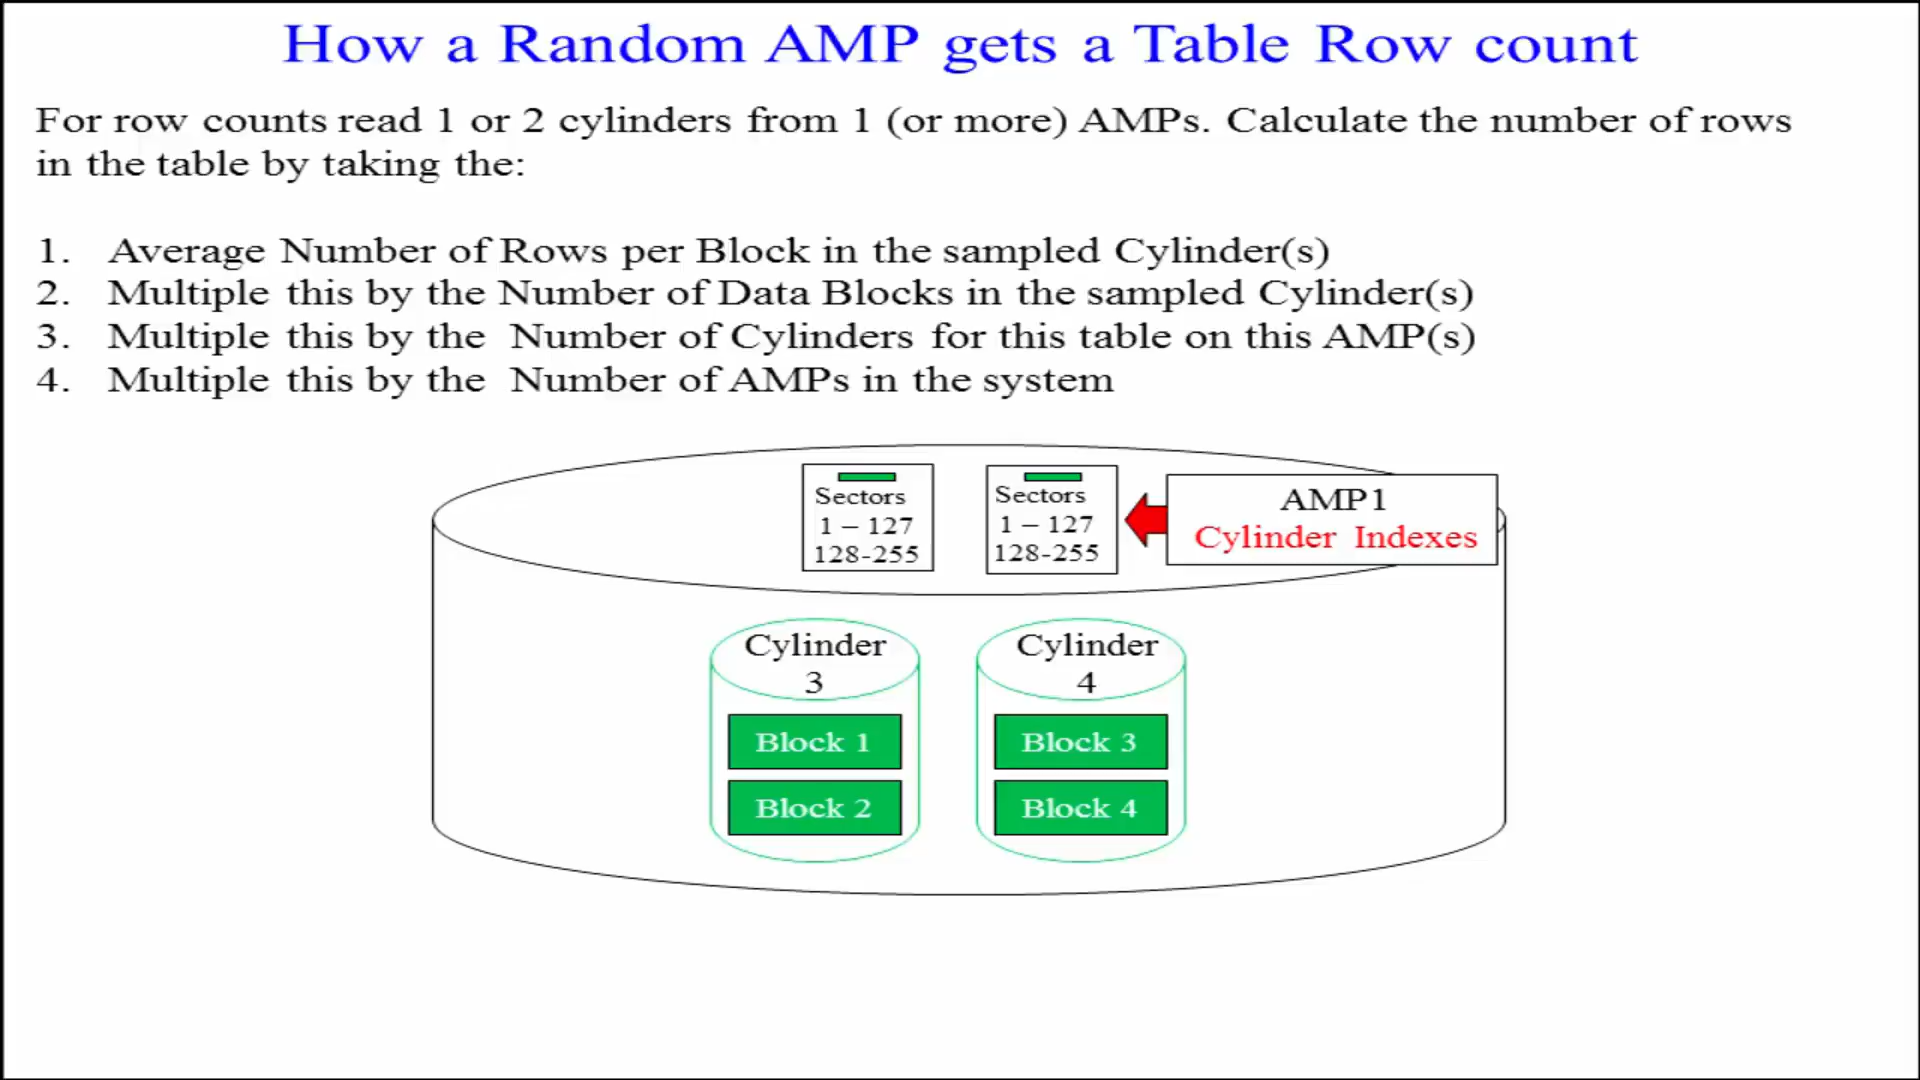 How a Random AMP gets a Table Row count
For row counts read 1 or 2 cylinders from 1 (or more) AMPs. Calculate the number of rows
in the table by taking the:
1. Average Number of Rows per Block in the sampled Cylinder(s)
2. Multiple this by the Number of Data Blocks in the sampled Cylinder(s)
3. Multiple this by the Number of Cylinders for this table on this AMP(s)
4. Multiple this by the Number of AMPs in the system
Sectors
1 – 127
128-255
Sectors
1 – 127
128-255
AMP1
Cylinder Indexes
Cylinder
3
Block 1
Block 2
Cylinder
4
Block 3
Block 4